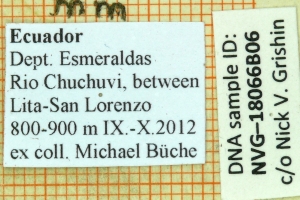 Ecuador
Dept. Esmeraldas
Rio Chuchuvi, between
Lita-San Lorenzo
800-900 m IX.-X.2012
ex coll. Michael Büche
DNA sample ID:
NVG–18066B06
c/o Nick V. Grishin